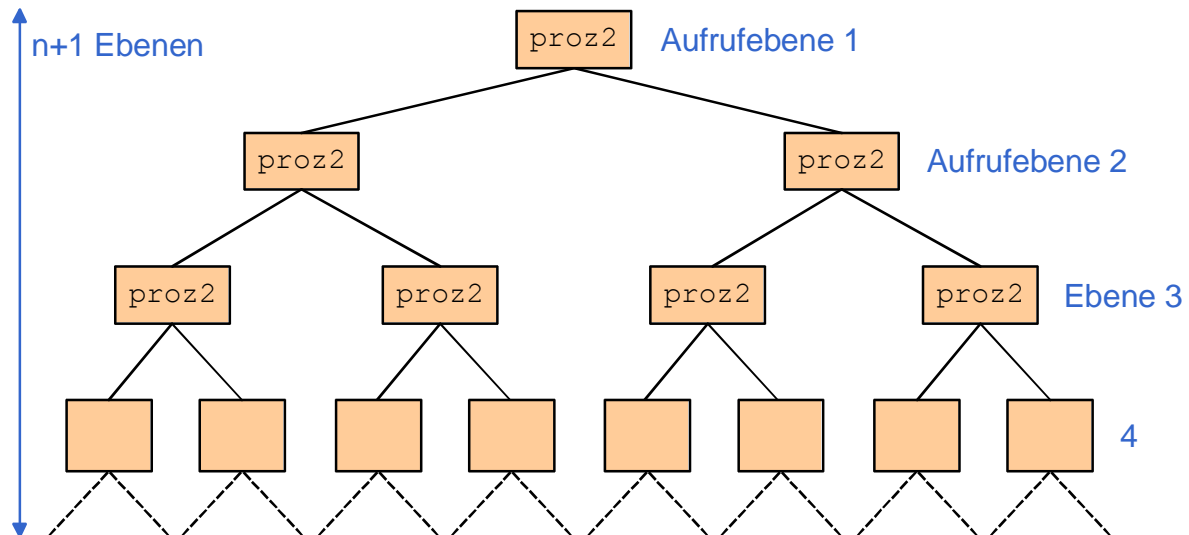 n+1 Ebenen
proz2
Aufrufebene 1
proz2
proz2
Aufrufebene 2
proz2
proz2
proz2
proz2
Ebene 3
4